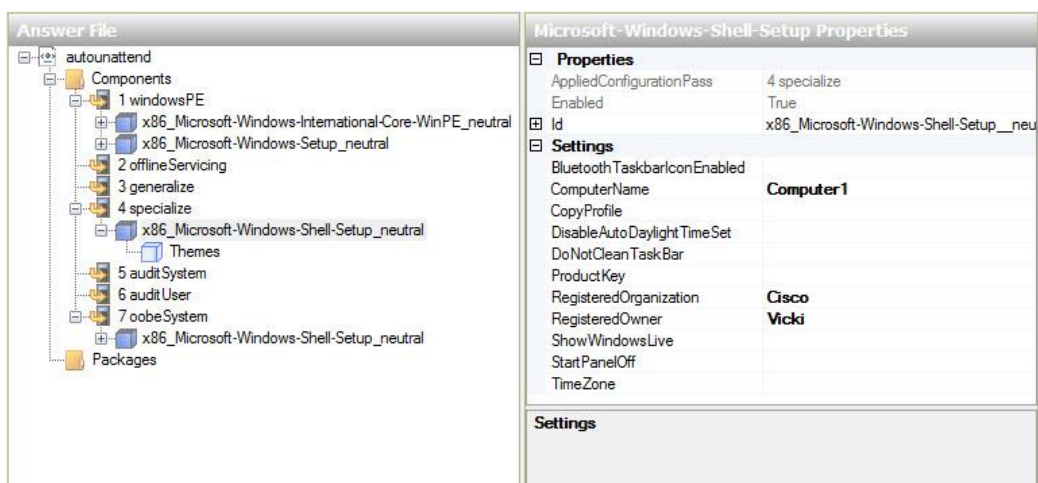 Answer File
autounattend
Components
1 windowsPE
x86_Microsoft-Windows-International-Core-WinPE_neutral
x86_Microsoft-Windows-Setup_neutral
2 offlineServicing
3 generalize
4 specialize
x86_Microsoft-Windows-Shell-Setup_neutral
Themes
5 auditSystem
6 auditUser
7 oobeSystem
x86_Microsoft-Windows-Shell-Setup_neutral
Packages
Microsoft-Windows-Shell-Setup Properties
Properties
AppliedConfigurationPass 4 specialize
Enabled True
Id x86_Microsoft-Windows-Shell-Setup__neu
Settings
BluetoothTaskbarIconEnabled
ComputerName Computer1
CopyProfile
DisableAutoDaylightTimeSet
DoNotCleanTaskBar
ProductKey
RegisteredOrganization Cisco
RegisteredOwner Vicki
ShowWindowsLive
StartPanelOff
TimeZone
Settings